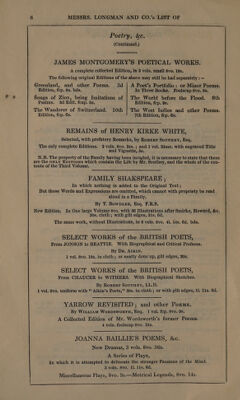 8 MESSRS. LONGMAN AND CO.'S LIST OF
Poetry, &c.
(Continued.)
JAMES MONTGOMERY'S POETICAL WORKS.
A complete collected Edition, in 3 vols. small 8vo. 18s.
The following original Editions of the above may still be had separately:—
Greenland, and other Poems. 3d
Edition, fcp. 8s. bds.
Songs of Zion, being Imitations of
Psalms. 3d Edit. fcap. 5s.
The Wanderer of Switzerland. 10th
Edition, fcp. 6s.
A Poet's Portfolio: or Minor Poems.
In Three Books. Foolscap 8vo. 8s.
The World before the Flood. 8th
Edition, fcp. 9s.
The West Indies and other Poems.
7th Edition, fcp. 6s.
REMAINS of HENRY KIRKE WHITE,
Selected, with prefatory Remarks, by ROBERT SOUTHEY, Esq.
The only complete Editions. 2 vols. 8vo. 24s.; and 1 vol. 24mo. with engraved Title
and Vignette, 5s.
N.B. The property of the Family having been invaded, it is necessary to state that these
are the ONLY EDITIONS which contain the Life by Mr. Southey, and the whole of the con-
tents of the Third Volume.
FAMILY SHAKSPEARE;
In which nothing is added to the Original Text;
But those Words and Expressions are omitted, which cannot with propriety be read
aloud in a Family.
By T. BOWDLER, Esq. F.R.S.
New Edition. In One large Volume 8vo. with 36 Illustrations after Smirke, Howard, &c.
30s. cloth; with gilt edges, 31s. 6d.
The same work, without Illustrations, in 8 vols. 8vo. 4l. 14s. 6d. bds.
SELECT WORKS of the BRITISH POETS,
From JONSON to BEATTIE. With Biographical and Critical Prefaces.
By DR. AIKIN.
1 vol. 8vo. 18s. in cloth; or neatly done up, gilt edges, 20s.
SELECT WORKS of the BRITISH POETS,
From CHAUCER to WITHERS. With Biographical Sketches.
By ROBERT SOUTHEY, LL.D.
1 vol. 8vo. uniform with "Aikin's Poets," 30s. in cloth; or with gilt edges, 1l. 11s. 6d.
YARROW REVISITED; and other POEMS.
By WILLIAM WORDSWORTH, Esq. 1 vol. fcp. 8vo. 9s.
A Collected Edition of Mr. Wordsworth's former Poems.
4 vols. foolscap 8vo. 24s.
JOANNA BAILLIE'S POEMS, &c.
New Dramas, 3 vols. 8vo. 36s.
A Series of Plays,
In which it is attempted to delineate the stronger Passions of the Mind.
3 vols. 8vo. 1l. 11s. 6d.
Miscellaneous Plays, 8vo. 9s.—Metrical Legends, 8vo. 14s.